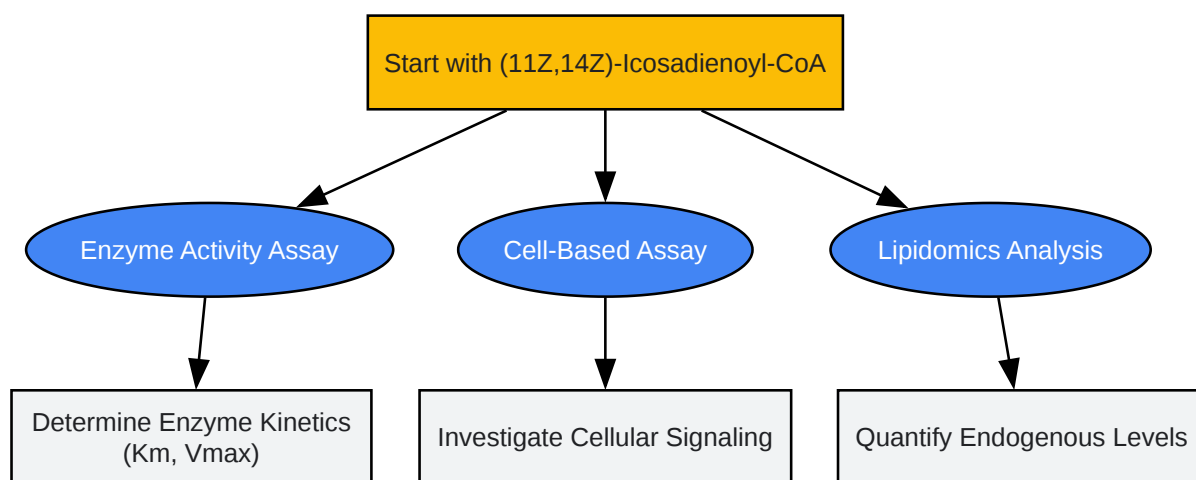 Start with (11Z,14Z)-Icosadienoyl-CoA
Enzyme Activity Assay
Cell-Based Assay
Lipidomics Analysis
Determine Enzyme Kinetics
(Km, Vmax)
Investigate Cellular Signaling
Quantify Endogenous Levels